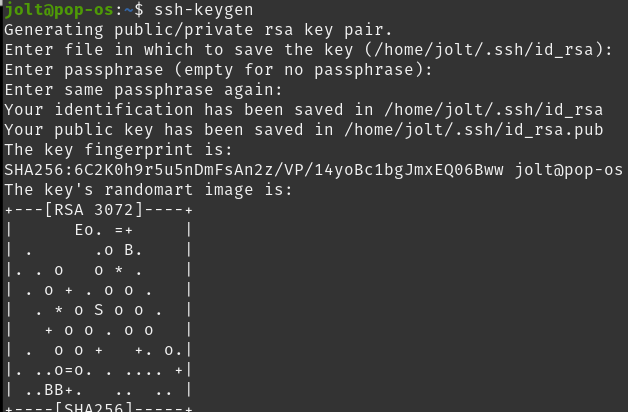 jolt@pop-os:~$ ssh-keygen
Generating public/private rsa key pair.
Enter file in which to save the key (/home/jolt/.ssh/id_rsa):
Enter passphrase (empty for no passphrase):
Enter same passphrase again:
Your identification has been saved in /home/jolt/.ssh/id_rsa
Your public key has been saved in /home/jolt/.ssh/id_rsa.pub
The key fingerprint is:
SHA256:6C2K0h9r5u5nDmFsAn2z/VP/14yoBc1bgJmxEQ06Bww jolt@pop-os
The key's randomart image is:
+---[RSA 3072]----+
|      Eo. =+     |
| .      .o B.    |
|. . o   o * .    |
| . o + . o o .   |
|  . * o S o o .  |
|   + o o . o o   |
| .  o o +   +. o.|
|. ..o=o. . .... +|
| ..BB+.   ..  .. |
+----[SHA256]-----+